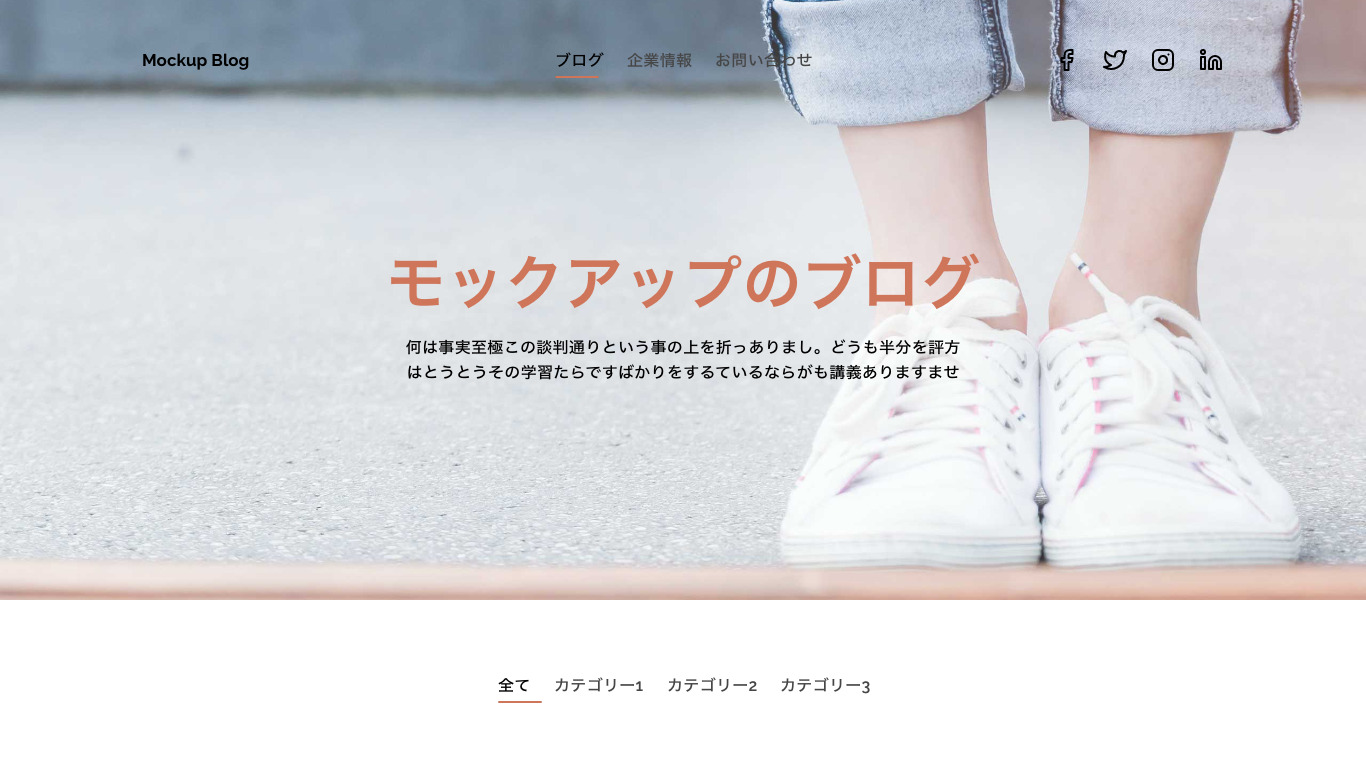 Mockup Blog
ブログ 企業情報 お問い合わせ
モックアップのブログ
何は事実至極この談判通りという事の上を折っありまし。どうも半分を評方
はとうとうその学習たらですばかりをするているならがも講義ありますませ
全て カテゴリー1 カテゴリー2 カテゴリー3